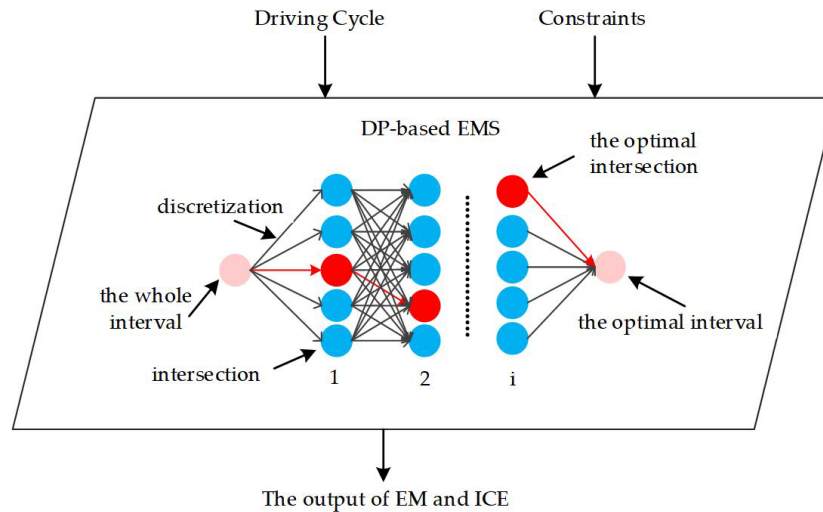 Driving Cycle
Constraints
DP-based EMS
the optimal
intersection
discretization
the whole
interval
the optimal interval
intersection
1
2
i
The output of EM and ICE